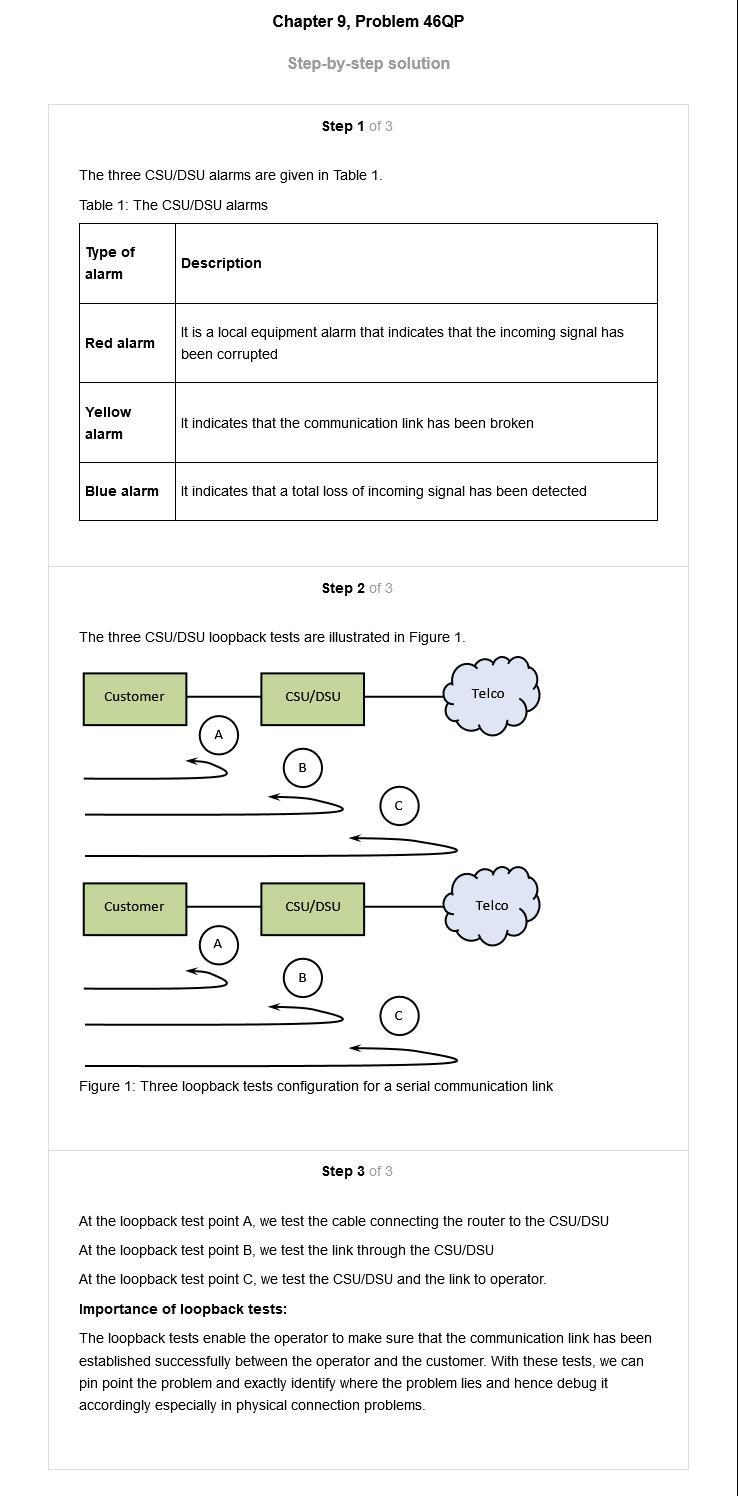 Chapter 9, Problem 46QP
Step-by-step solution
Step 1 of 3
The three CSU/DSU alarms are given in Table 1.
Table 1: The CSU/DSU alarms
Type of
alarm
Description
Red alarm
It is a local equipment alarm that indicates that the incoming signal has
been corrupted
Yellow
alarm
It indicates that the communication link has been broken
Blue alarm
It indicates that a total loss of incoming signal has been detected
Step 2 of 3
The three CSU/DSU loopback tests are illustrated in Figure 1.
Customer
CSU/DSU
Telco
A
B
C
Customer
CSU/DSU
Telco
A
B
C
Figure 1: Three loopback tests configuration for a serial communication link
Step 3 of 3
At the loopback test point A, we test the cable connecting the router to the CSU/DSU
At the loopback test point B, we test the link through the CSU/DSU
At the loopback test point C, we test the CSU/DSU and the link to operator.
Importance of loopback tests:
The loopback tests enable the operator to make sure that the communication link has been
established successfully between the operator and the customer. With these tests, we can
pin point the problem and exactly identify where the problem lies and hence debug it
accordingly especially in physical connection problems.